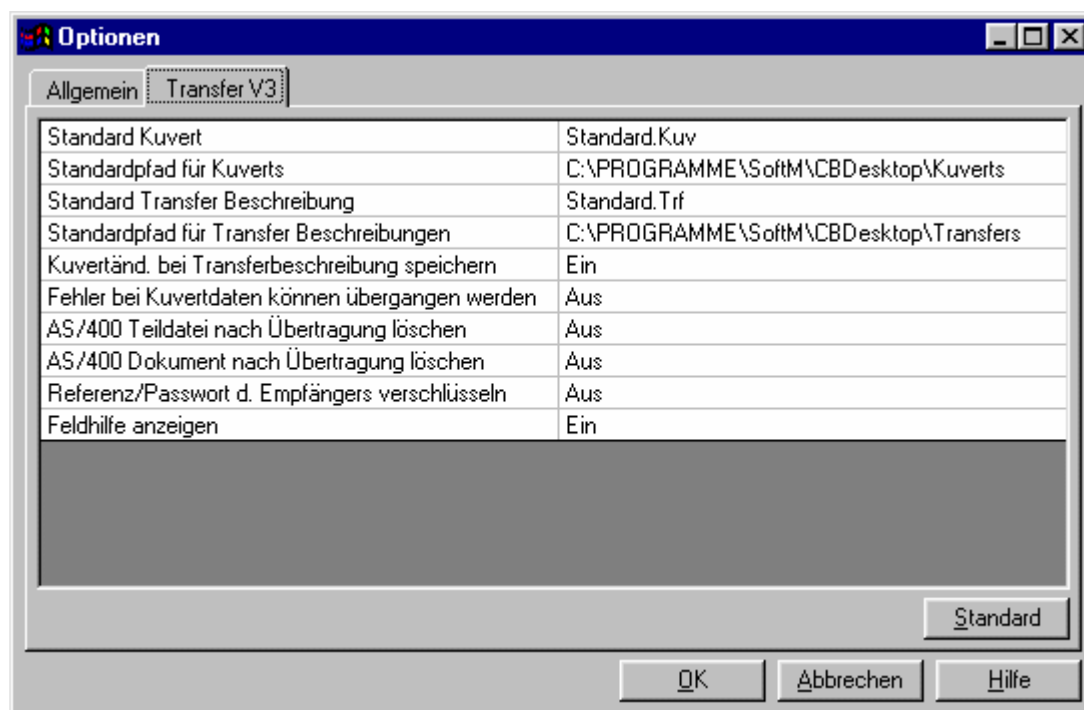 Optionen
Allgemein Transfer V3
Standard Kuvert Standard.Kuv
Standardpfad für Kuverts C:\PROGRAMME\SoftM\CBDesktop\Kuverts
Standard Transfer Beschreibung Standard.Trf
Standardpfad für Transfer Beschreibungen C:\PROGRAMME\SoftM\CBDesktop\Transfers
Kuvertänd. bei Transferbeschreibung speichern Ein
Fehler bei Kuvertdaten können übergangen werden Aus
AS/400 Teildatei nach Übertragung löschen Aus
AS/400 Dokument nach Übertragung löschen Aus
Referenz/Passwort d. Empfängers verschlüsseln Aus
Feldhilfe anzeigen Ein
Standard
OK Abbrechen Hilfe